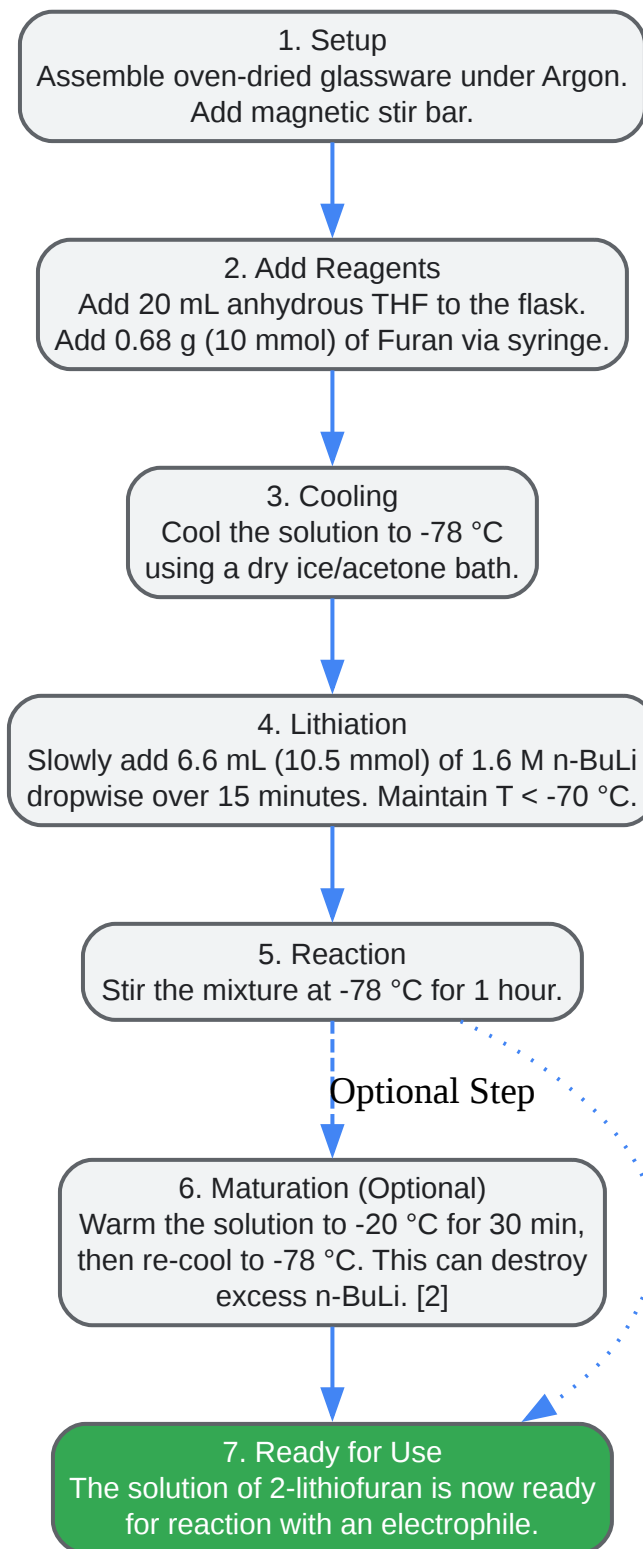 1. Setup
Assemble oven-dried glassware under Argon.
Add magnetic stir bar.
2. Add Reagents
Add 20 mL anhydrous THF to the flask.
Add 0.68 g (10 mmol) of Furan via syringe.
3. Cooling
Cool the solution to -78 °C
using a dry ice/acetone bath.
4. Lithiation
Slowly add 6.6 mL (10.5 mmol) of 1.6 M n-BuLi
dropwise over 15 minutes. Maintain T < -70 °C.
5. Reaction
Stir the mixture at -78 °C for 1 hour.
Optional Step
6. Maturation (Optional)
Warm the solution to -20 °C for 30 min,
then re-cool to -78 °C. This can destroy
excess n-BuLi. [2]
7. Ready for Use
The solution of 2-lithiofuran is now ready
for reaction with an electrophile.